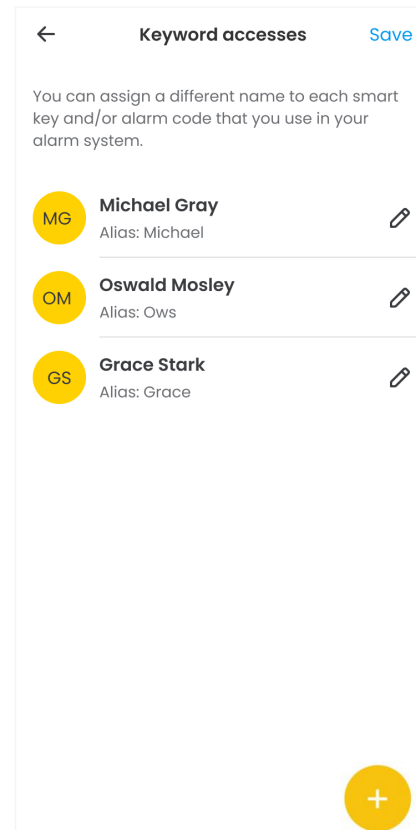 Keyword accesses
Save
You can assign a different name to each smart
key and/or alarm code that you use in your
alarm system.
MG
Michael Gray
Alias: Michael
OM
Oswald Mosley
Alias: Ows
GS
Grace Stark
Alias: Grace
+